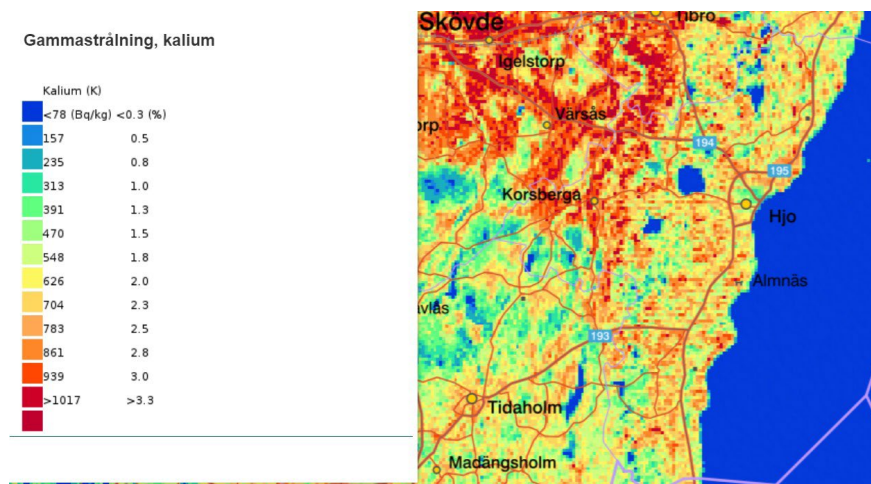 Gammastrålning, kalium
Kalium (K)
<78 (Bq/kg) <0.3 (%)
157 0.5
235 0.8
313 1.0
391 1.3
470 1.5
548 1.8
626 2.0
704 2.3
783 2.5
861 2.8
939 3.0
>1017 >3.3
Skövde
Igelstorp
Värsås
194
195
Korsberga
Hjo
Almnäs
193
Tidaholm
Madängsholm